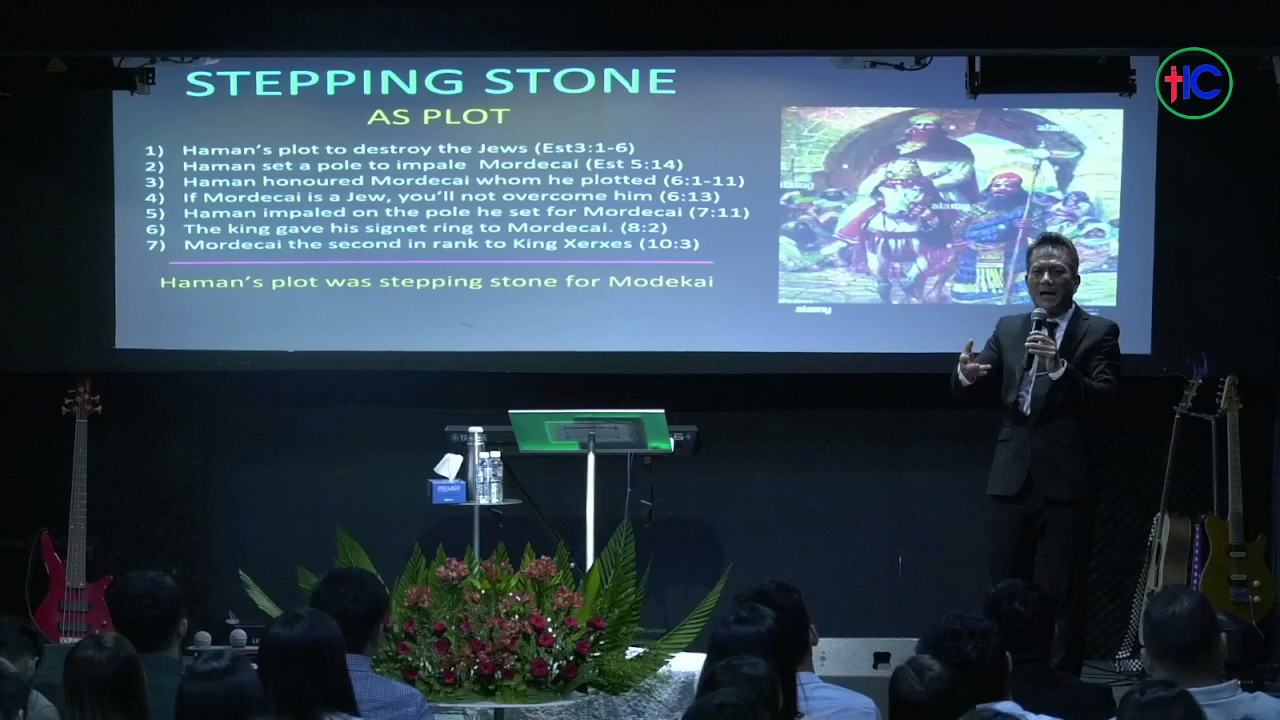 STEPPING STONE
AS PLOT
1) Haman's plot to destroy the Jews (Est3:1-6)
2) Haman set a pole to impale Mordecai (Est 5:14)
3) Haman honoured Mordecai whom he plotted (6:1-11)
4) If Mordecai is a Jew, you'll not overcome him (6:13)
5) Haman impaled on the pole he set for Mordecai (7:11)
6) The king gave his signet ring to Mordecai. (8:2)
7) Mordecai the second in rank to King Xerxes (10:3)
Haman's plot was stepping stone for Modekai
alamy
alamy
alamy
IC